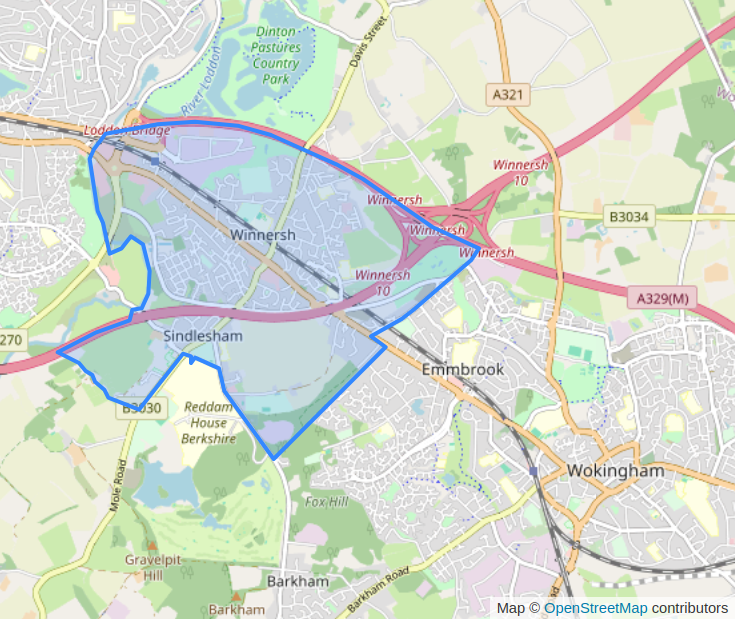 Dinton
Pastures
Country
Park
Davis Street
River Loddon
A321
Loddon Bridge
Winnersh
10
Winnersh
B3034
Winnersh
Winnersh
Winnersh
Winnersh
10
A329(M)
Sindlesham
270
Emmbrook
B3030
Reddam
House
Berkshire
Wokingham
Mole Road
Fox Hill
Gravelpit
Hill
Barkham
Barkham Road
Barkham
Map © OpenStreetMap contributors